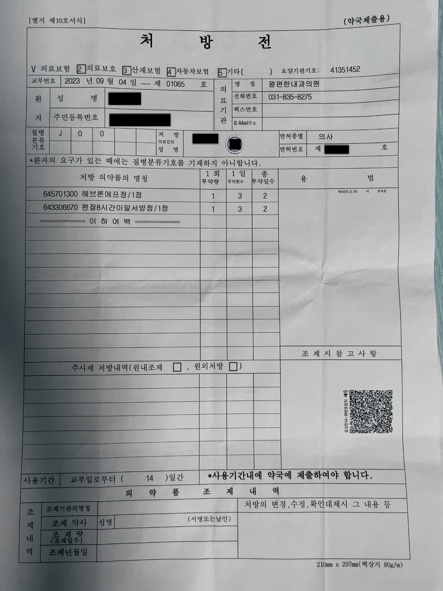 [별지 제10호서식]
(약국제출용)
처 방 전
V 의료보험 2 의료보호 3 산재보험 4 자동차보험 5 기타( ) 요양기관기호: 41351452
교부번호 2023 년 09 월 04 일 — 제 01065 호
환자 성 명
주민등록번호
의료기관
명 칭 왕편한내과의원
전화번호 031-835-8275
팩스번호
E-Mail주소
질병분류기호 J 0 0
처 방 의료인의 성 명
면허종별 의사
면허번호 제 호
*환자의 요구가 있는 때에는 질병분류기호를 기재하지 아니합니다.
처방 의약품의 명칭 1 회 투약량 1 일 투여횟수 총 투약일수 용 법
645701300 헤브론에프정/1정 1 3 2
643306670 펜잘8시간이알서방정/1정 1 3 2
========== 이 하 여 백 ==========
조 제 시 참 고 사 항
주사제 처방내역(원내조제 □ , 원외처방 □)
사용기간 교부일로부터 ( 14 )일간 *사용기간내에 약국에 제출하여야 합니다.
의 약 품 조 제 내 역
조제내역
조제기관의명칭
처방의 변경,수정,확인대체시 그 내용 등
조제 약사 성명 (서명또는날인)
조 제 량 (조제일수)
조제년월일
210mm x 297mm(백상지 80g/m)